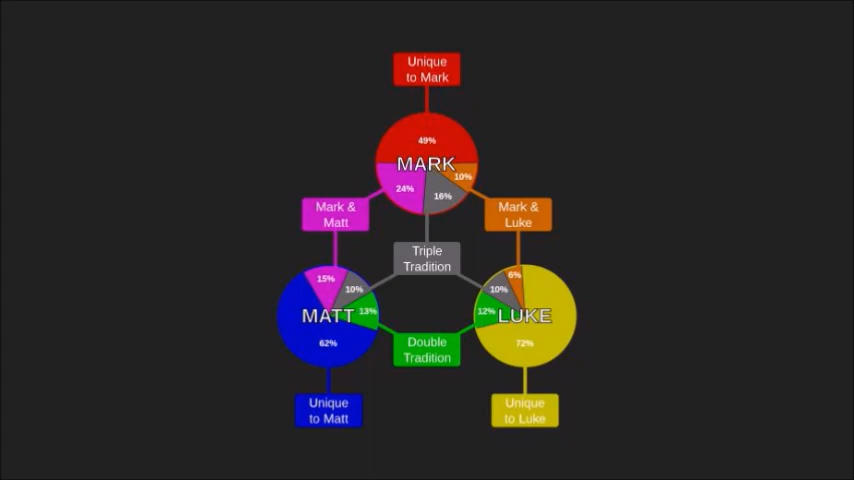 Unique
to Mark
49%
MARK
10%
24%
16%
Mark &
Matt
Mark &
Luke
Triple
Tradition
15%
10%
13%
MATT
62%
6%
10%
12%
LUKE
72%
Double
Tradition
Unique
to Matt
Unique
to Luke